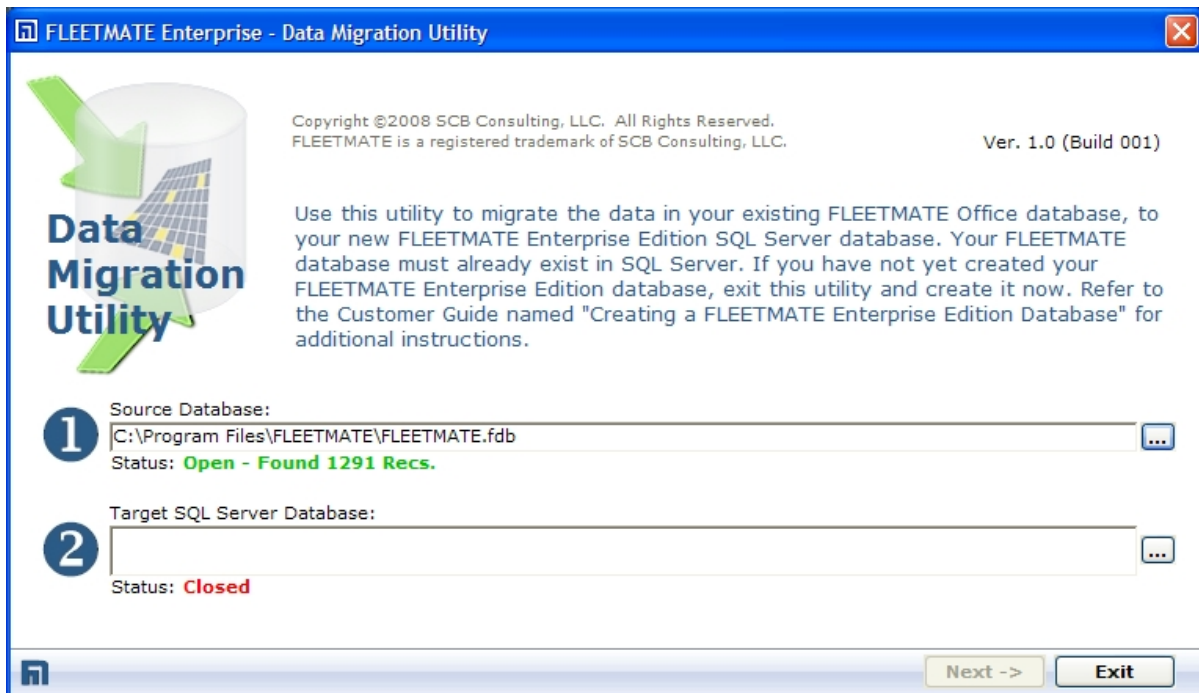 FLEETMATE Enterprise - Data Migration Utility
Copyright ©2008 SCB Consulting, LLC. All Rights Reserved.
FLEETMATE is a registered trademark of SCB Consulting, LLC.
Ver. 1.0 (Build 001)
Data
Migration
Utility
Use this utility to migrate the data in your existing FLEETMATE Office database, to
your new FLEETMATE Enterprise Edition SQL Server database. Your FLEETMATE
database must already exist in SQL Server. If you have not yet created your
FLEETMATE Enterprise Edition database, exit this utility and create it now. Refer to
the Customer Guide named "Creating a FLEETMATE Enterprise Edition Database" for
additional instructions.
1
Source Database:
C:\Program Files\FLEETMATE\FLEETMATE.fdb
...
Status: Open - Found 1291 Recs.
2
Target SQL Server Database:
...
Status: Closed
Next ->
Exit